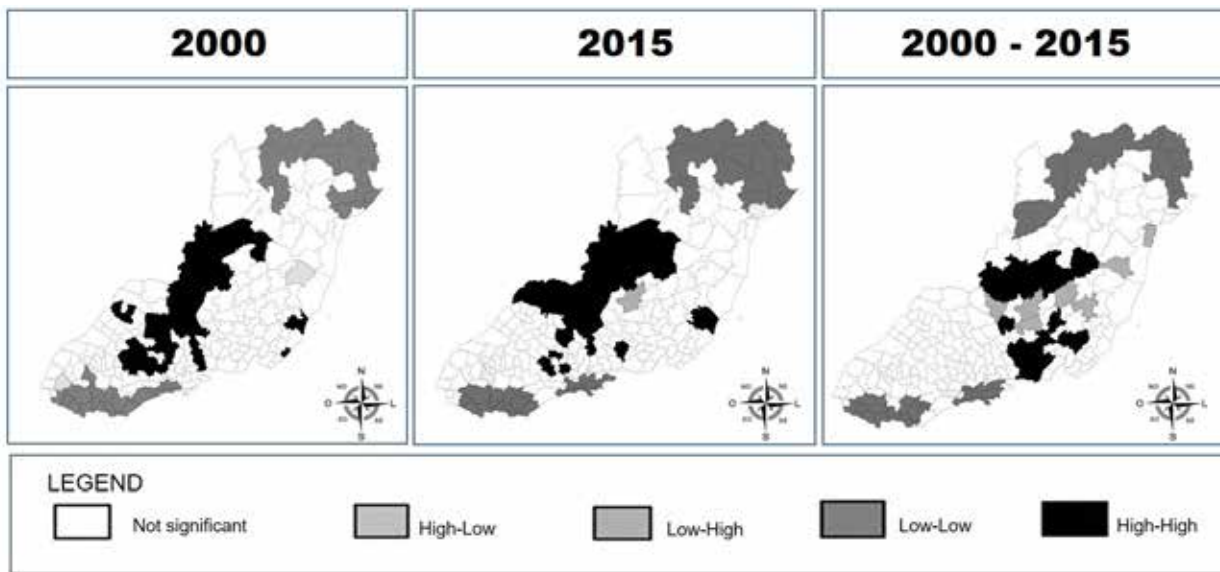 2000
2015
2000 - 2015
N
O
L
S
N
O
L
S
N
O
L
S
LEGEND
Not significant
High-Low
Low-High
Low-Low
High-High